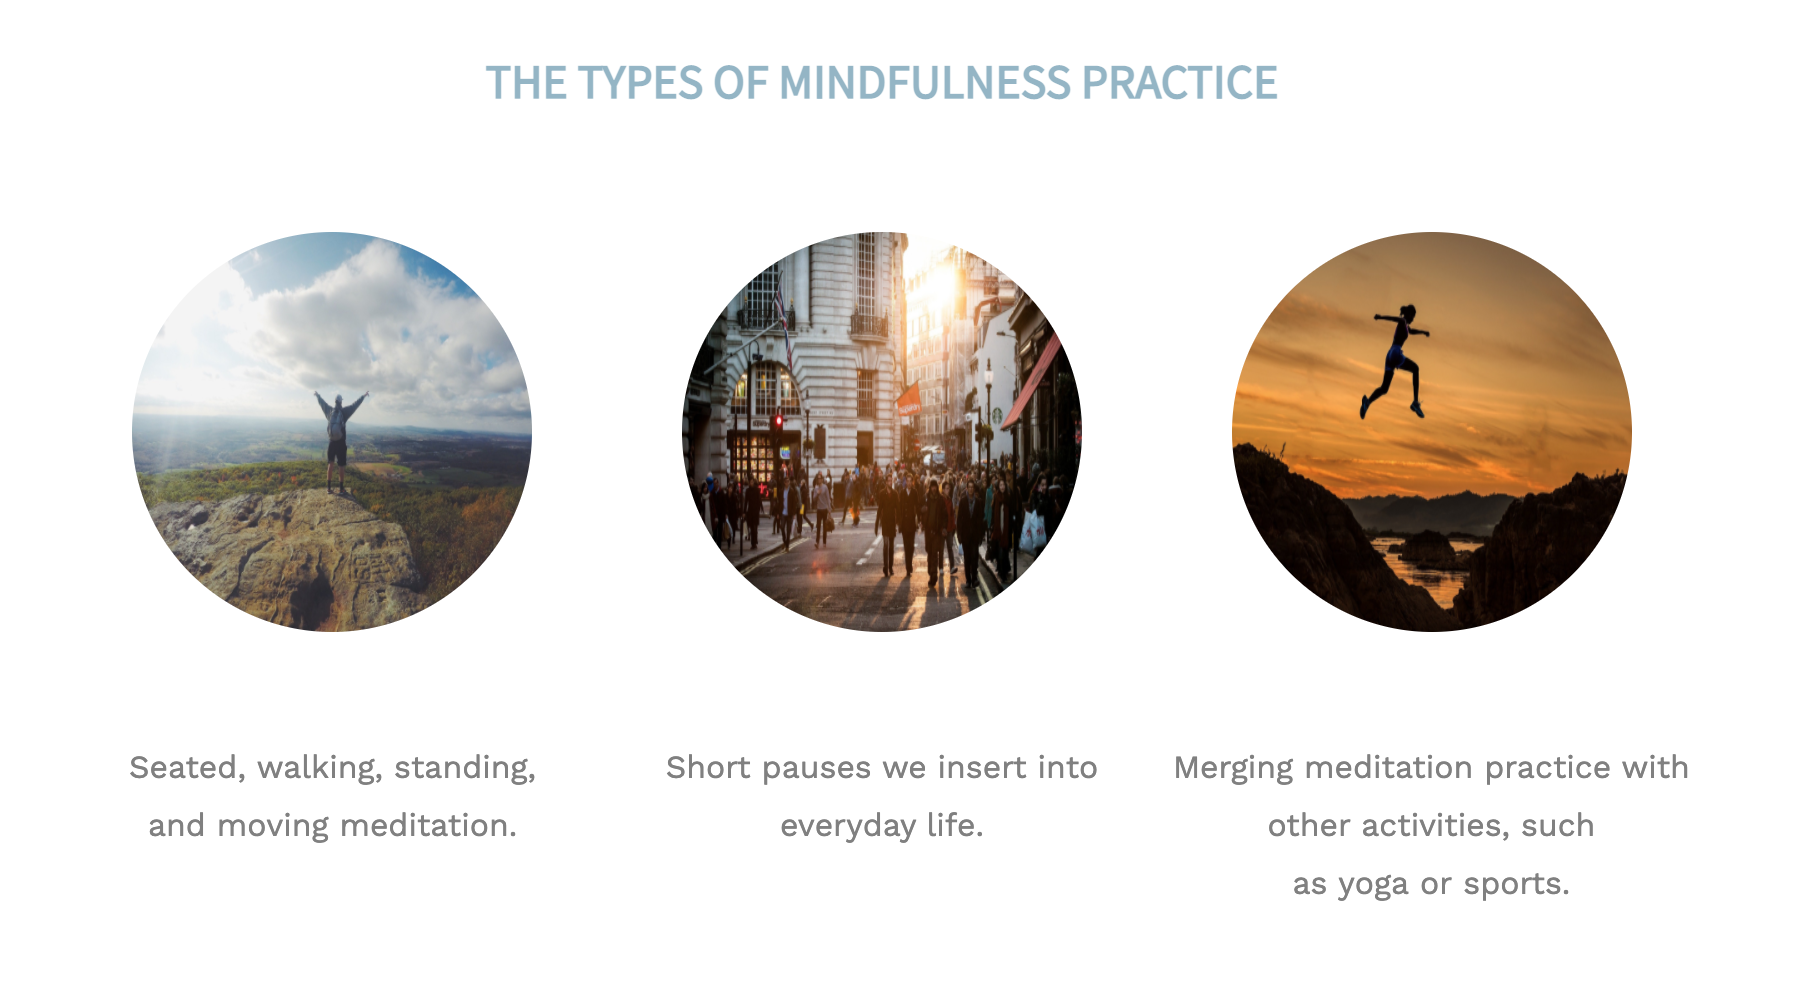 THE TYPES OF MINDFULNESS PRACTICE
Seated, walking, standing,
and moving meditation.
Short pauses we insert into
everyday life.
Merging meditation practice with
other activities, such
as yoga or sports.